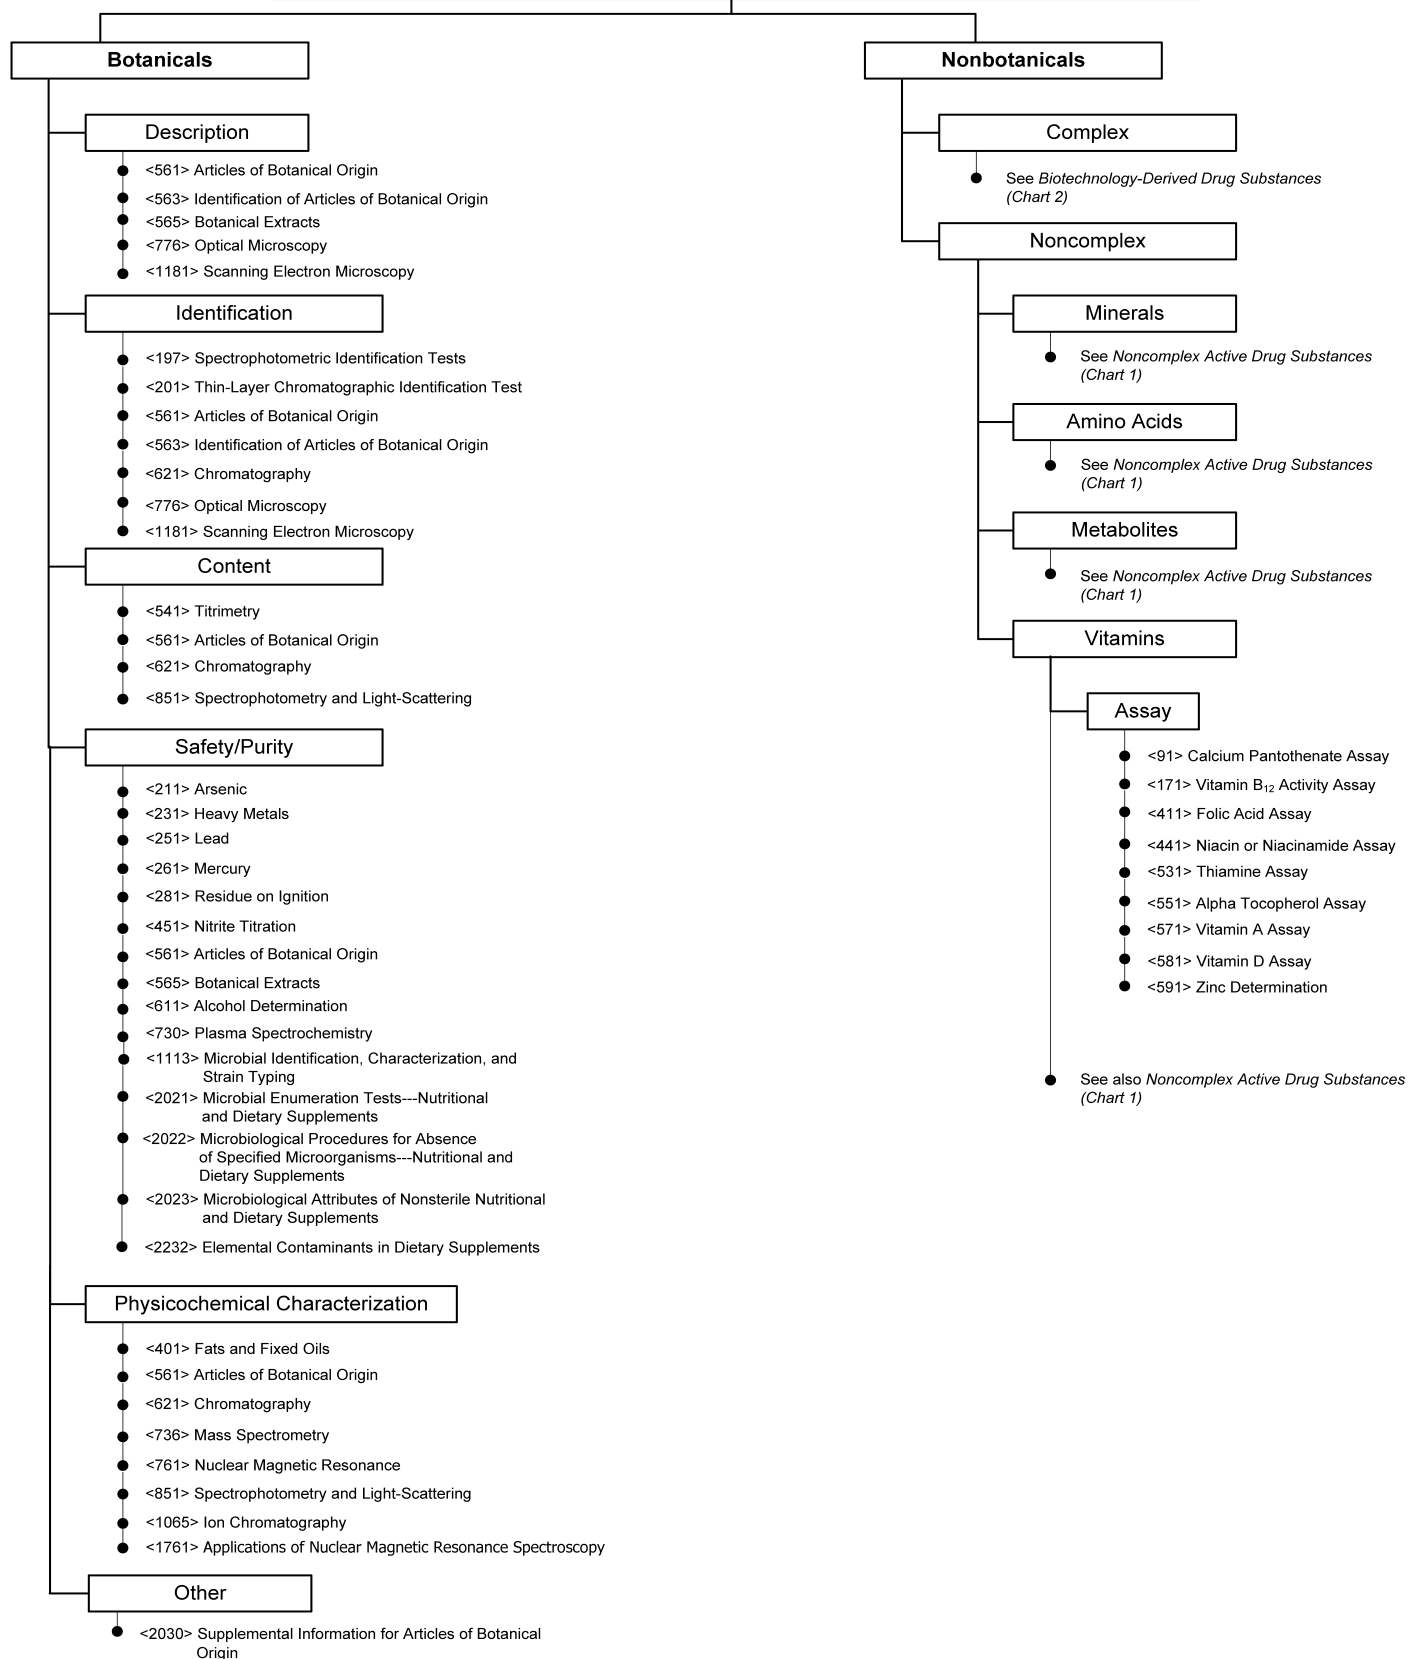 Botanicals
Description
<561> Articles of Botanical Origin
<563> Identification of Articles of Botanical Origin
<565> Botanical Extracts
<776> Optical Microscopy
<1181> Scanning Electron Microscopy
Identification
<197> Spectrophotometric Identification Tests
<201> Thin-Layer Chromatographic Identification Test
<561> Articles of Botanical Origin
<563> Identification of Articles of Botanical Origin
<621> Chromatography
<776> Optical Microscopy
<1181> Scanning Electron Microscopy
Content
<541> Titrimetry
<561> Articles of Botanical Origin
<621> Chromatography
<851> Spectrophotometry and Light-Scattering
Safety/Purity
<211> Arsenic
<231> Heavy Metals
<251> Lead
<261> Mercury
<281> Residue on Ignition
<451> Nitrite Titration
<561> Articles of Botanical Origin
<565> Botanical Extracts
<611> Alcohol Determination
<730> Plasma Spectrochemistry
<1113> Microbial Identification, Characterization, and
Strain Typing
<2021> Microbial Enumeration Tests---Nutritional
and Dietary Supplements
<2022> Microbiological Procedures for Absence
of Specified Microorganisms---Nutritional and
Dietary Supplements
<2023> Microbiological Attributes of Nonsterile Nutritional
and Dietary Supplements
<2232> Elemental Contaminants in Dietary Supplements
Physicochemical Characterization
<401> Fats and Fixed Oils
<561> Articles of Botanical Origin
<621> Chromatography
<736> Mass Spectrometry
<761> Nuclear Magnetic Resonance
<851> Spectrophotometry and Light-Scattering
<1065> Ion Chromatography
<1761> Applications of Nuclear Magnetic Resonance Spectroscopy
Other
<2030> Supplemental Information for Articles of Botanical
Origin
Nonbotanicals
Complex
See Biotechnology-Derived Drug Substances
(Chart 2)
Noncomplex
Minerals
See Noncomplex Active Drug Substances
(Chart 1)
Amino Acids
See Noncomplex Active Drug Substances
(Chart 1)
Metabolites
See Noncomplex Active Drug Substances
(Chart 1)
Vitamins
Assay
<91> Calcium Pantothenate Assay
<171> Vitamin B12 Activity Assay
<411> Folic Acid Assay
<441> Niacin or Niacinamide Assay
<531> Thiamine Assay
<551> Alpha Tocopherol Assay
<571> Vitamin A Assay
<581> Vitamin D Assay
<591> Zinc Determination
See also Noncomplex Active Drug Substances
(Chart 1)